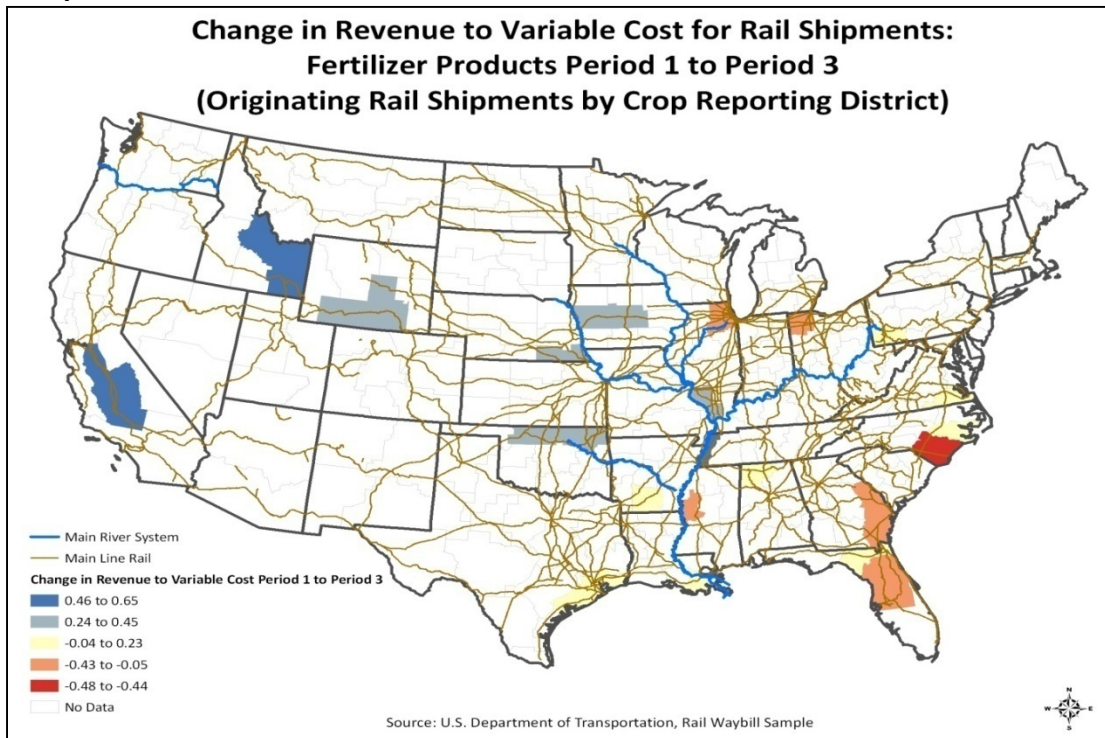 Change in Revenue to Variable Cost for Rail Shipments:
Fertilizer Products Period 1 to Period 3
(Originating Rail Shipments by Crop Reporting District)
Main River System
Main Line Rail
Change in Revenue to Variable Cost Period 1 to Period 3
0.46 to 0.65
0.24 to 0.45
-0.04 to 0.23
-0.43 to -0.05
-0.48 to -0.44
No Data
Source: U.S. Department of Transportation, Rail Waybill Sample
N
W E
S